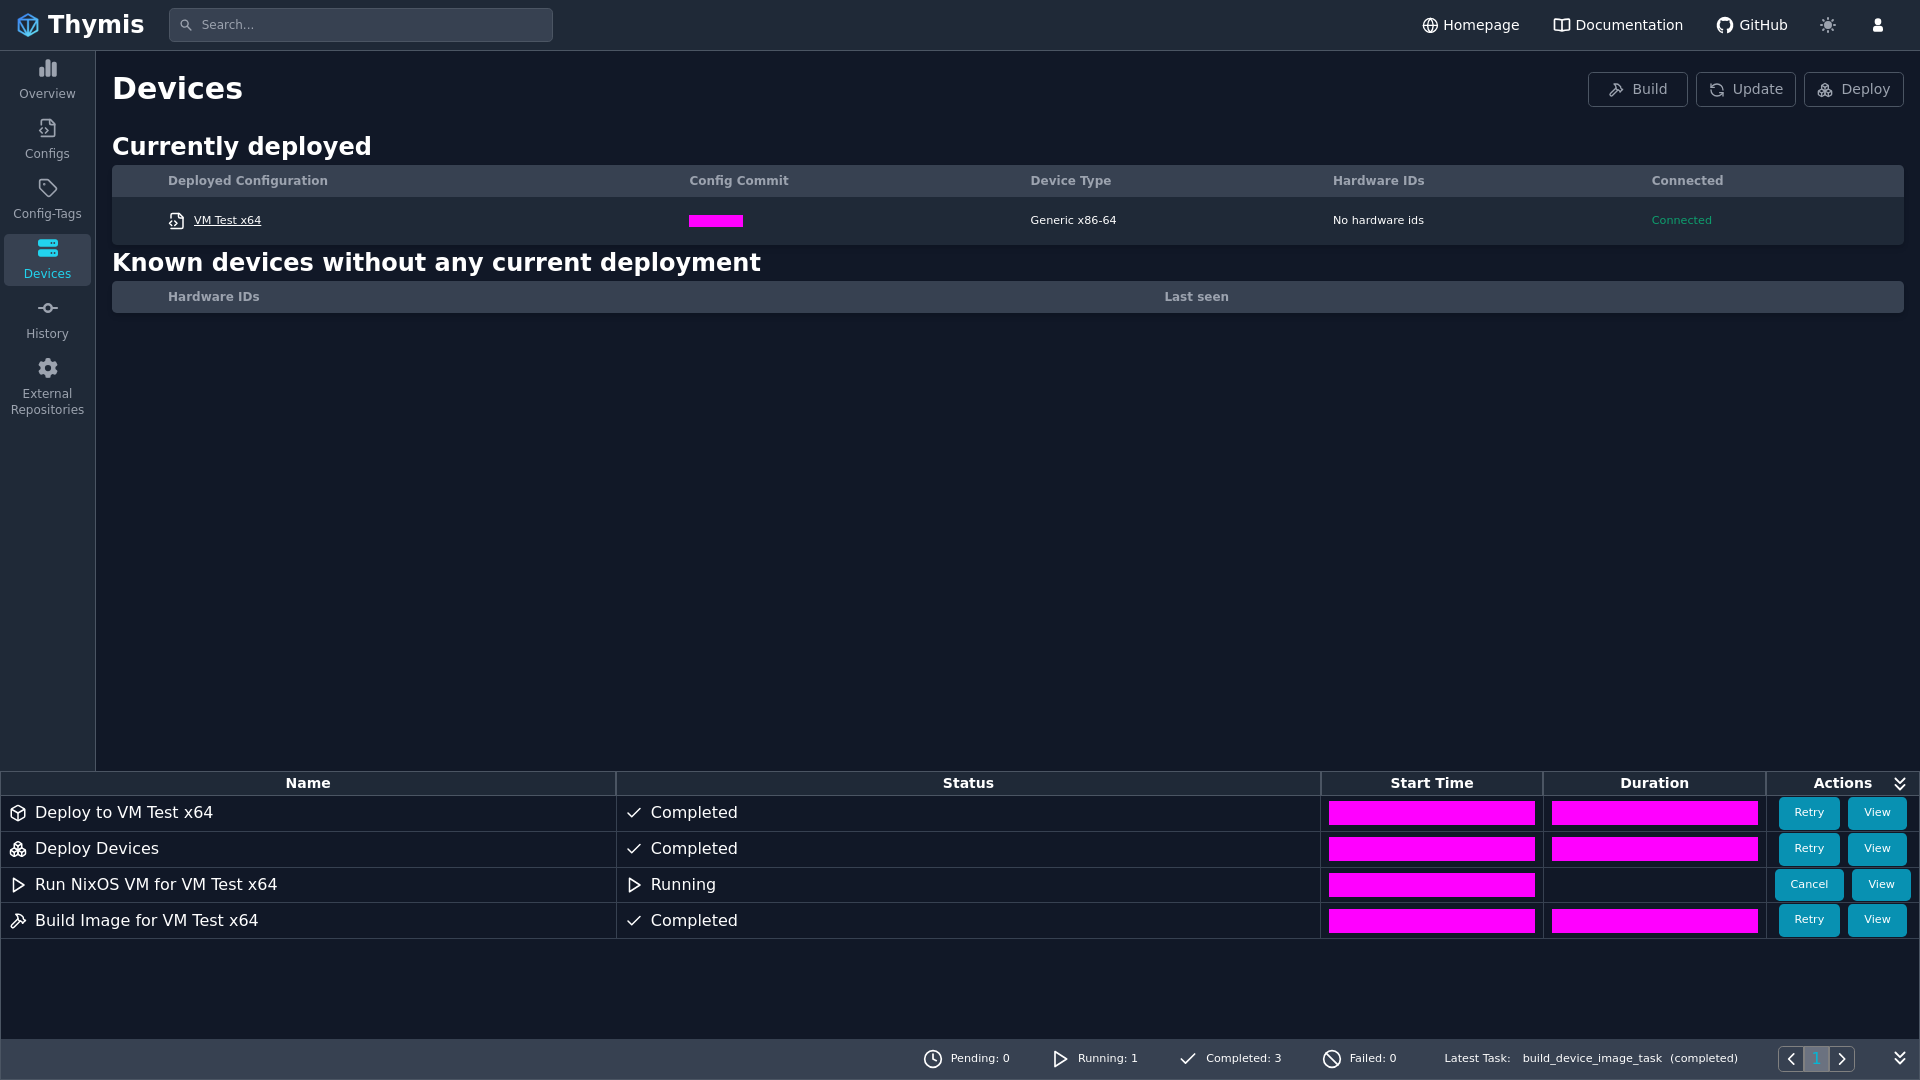 Thymis
Search...
Homepage
Documentation
GitHub
Overview
Configs
Config-Tags
Devices
History
External
Repositories
Devices
Build
Update
Deploy
Currently deployed
Deployed Configuration Config Commit Device Type Hardware IDs Connected
VM Test x64 Generic x86-64 No hardware ids Connected
Known devices without any current deployment
Hardware IDs Last seen
Name Status Start Time Duration Actions
Deploy to VM Test x64 Completed Retry View
Deploy Devices Completed Retry View
Run NixOS VM for VM Test x64 Running Cancel View
Build Image for VM Test x64 Completed Retry View
Pending: 0 Running: 1 Completed: 3 Failed: 0 Latest Task: build_device_image_task (completed) 1